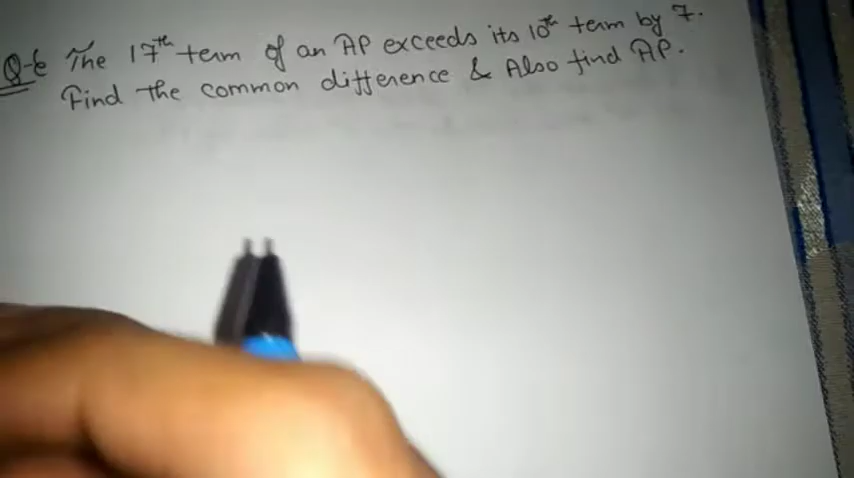 Q-6 The 17th term of an AP exceeds its 10th term by 7.
Find the common difference & Also find AP.